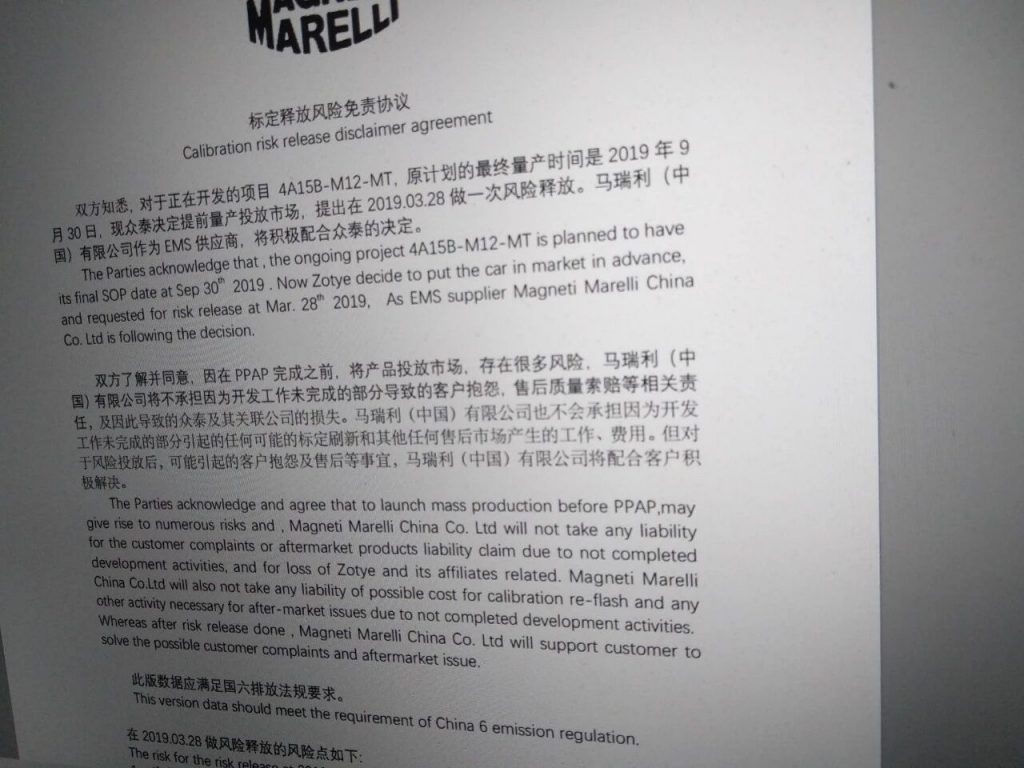 MAGNETI
MARELLI
标定释放风险免责协议
Calibration risk release disclaimer agreement
双方知悉，对于正在开发的项目 4A15B-M12-MT，原计划的最终量产时间是 2019 年 9
月 30 日，现众泰决定提前量产投放市场，提出在 2019.03.28 做一次风险释放。马瑞利（中
国）有限公司作为 EMS 供应商，将积极配合众泰的决定。
The Parties acknowledge that , the ongoing project 4A15B-M12-MT is planned to have
its final SOP date at Sep 30th 2019 . Now Zotye decide to put the car in market in advance,
and requested for risk release at Mar. 28th 2019, As EMS supplier Magneti Marelli China
Co. Ltd is following the decision.
双方了解并同意，因在 PPAP 完成之前，将产品投放市场，存在很多风险，马瑞利（中
国）有限公司将不承担因为开发工作未完成的部分导致的客户抱怨，售后质量索赔等相关责
任，及因此导致的众泰及其关联公司的损失。马瑞利（中国）有限公司也不会承担因为开发
工作未完成的部分引起的任何可能的标定刷新和其他任何售后市场产生的工作、费用。但对
于风险投放后，可能引起的客户抱怨及售后等事宜，马瑞利（中国）有限公司将配合客户积
极解决。
The Parties acknowledge and agree that to launch mass production before PPAP,may
give rise to numerous risks and , Magneti Marelli China Co. Ltd will not take any liability
for the customer complaints or aftermarket products liability claim due to not completed
development activities, and for loss of Zotye and its affiliates related. Magneti Marelli
China Co.Ltd will also not take any liability of possible cost for calibration re-flash and any
other activity necessary for after-market issues due to not completed development activities.
Whereas after risk release done , Magneti Marelli China Co. Ltd will support customer to
solve the possible customer complaints and aftermarket issue.
此版数据应满足国六排放法规要求。
This version data should meet the requirement of China 6 emission regulation.
在 2019.03.28 做风险释放的风险点如下:
The risk for the risk release at